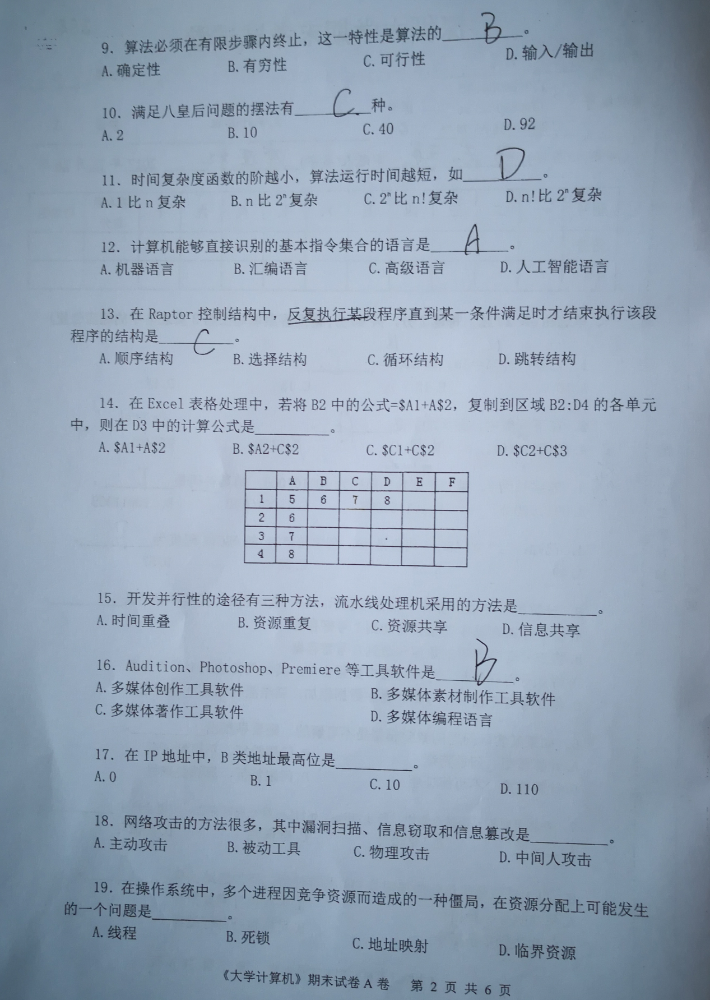 9. 算法必须在有限步骤内终止，这一特性是算法的 B 。
A.确定性 B.有穷性 C.可行性 D.输入/输出
10. 满足八皇后问题的摆法有 C 种。
A.2 B.10 C.40 D.92
11. 时间复杂度函数的阶越小，算法运行时间越短，如 D 。
A.1比n复杂 B.n比2ⁿ复杂 C.2ⁿ比n!复杂 D.n!比2ⁿ复杂
12. 计算机能够直接识别的基本指令集合的语言是 A 。
A.机器语言 B.汇编语言 C.高级语言 D.人工智能语言
13. 在 Raptor 控制结构中，反复执行某段程序直到某一条件满足时才结束执行该段
程序的结构是 C 。
A.顺序结构 B.选择结构 C.循环结构 D.跳转结构
14. 在 Excel 表格处理中，若将 B2 中的公式=$A1+A$2，复制到区域 B2:D4 的各单元
中，则在 D3 中的计算公式是__________。
A.$A1+A$2 B.$A2+C$2 C.$C1+C$2 D.$C2+C$3
A B C D E F
1 5 6 7 8
2 6
3 7
4 8
15. 开发并行性的途径有三种方法，流水线处理机采用的方法是__________。
A.时间重叠 B.资源重复 C.资源共享 D.信息共享
16. Audition、Photoshop、Premiere 等工具软件是 B 。
A.多媒体创作工具软件 B.多媒体素材制作工具软件
C.多媒体著作工具软件 D.多媒体编程语言
17. 在 IP 地址中，B 类地址最高位是__________。
A.0 B.1 C.10 D.110
18. 网络攻击的方法很多，其中漏洞扫描、信息窃取和信息篡改是__________。
A.主动攻击 B.被动工具 C.物理攻击 D.中间人攻击
19. 在操作系统中，多个进程因竞争资源而造成的一种僵局，在资源分配上可能发生
的一个问题是__________。
A.线程 B.死锁 C.地址映射 D.临界资源
《大学计算机》期末试卷 A 卷 第 2 页 共 6 页